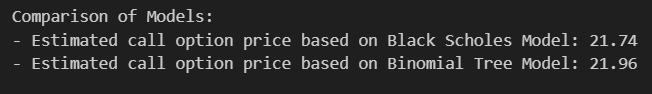 Comparison of Models:
- Estimated call option price based on Black Scholes Model: 21.74
- Estimated call option price based on Binomial Tree Model: 21.96